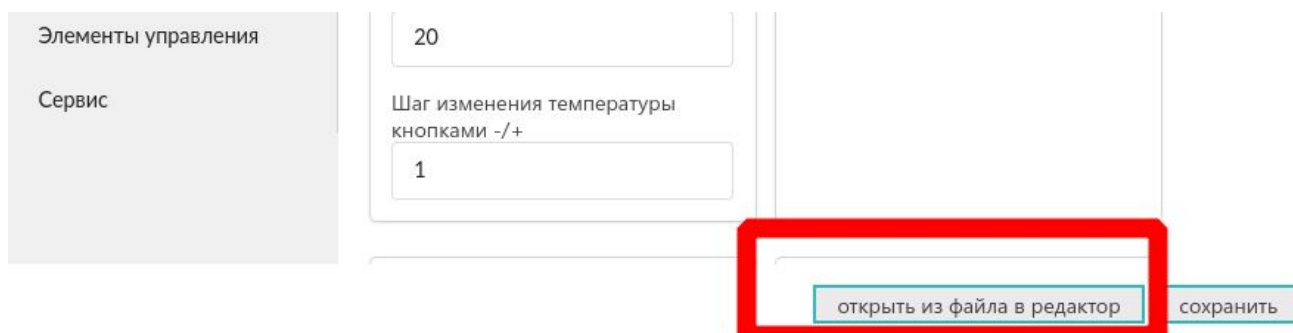 Элементы управления
Сервис
20
Шаг изменения температуры
кнопками -/+
1
открыть из файла в редактор
сохранить